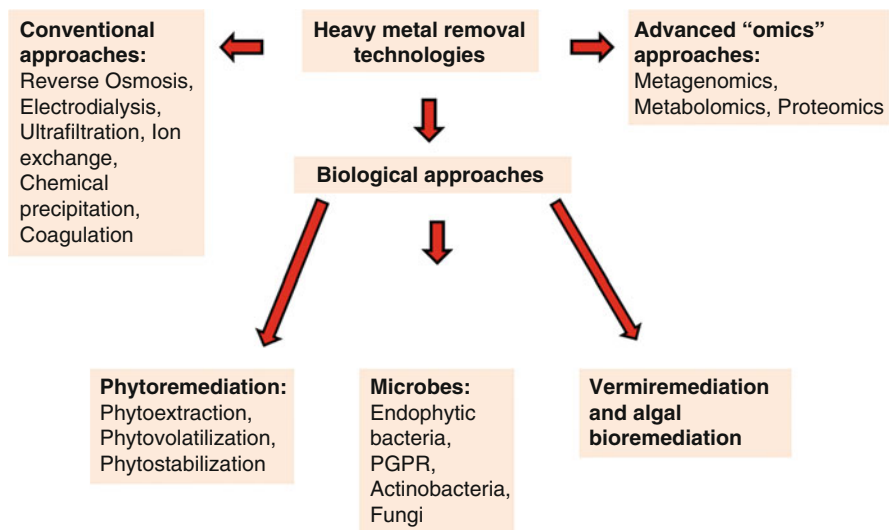 Conventional
approaches:
Reverse Osmosis,
Electrodialysis,
Ultrafiltration, Ion
exchange,
Chemical
precipitation,
Coagulation
Heavy metal removal
technologies
Advanced “omics”
approaches:
Metagenomics,
Metabolomics, Proteomics
Biological approaches
Phytoremediation:
Phytoextraction,
Phytovolatilization,
Phytostabilization
Microbes:
Endophytic
bacteria,
PGPR,
Actinobacteria,
Fungi
Vermiremediation
and algal
bioremediation